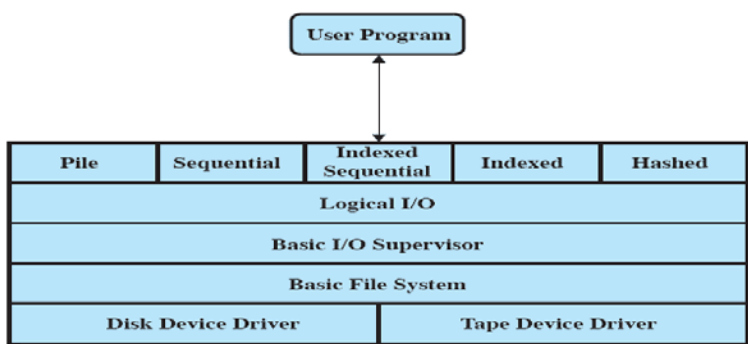 User Program
Pile
Sequential
Indexed
Sequential
Indexed
Hashed
Logical I/O
Basic I/O Supervisor
Basic File System
Disk Device Driver
Tape Device Driver